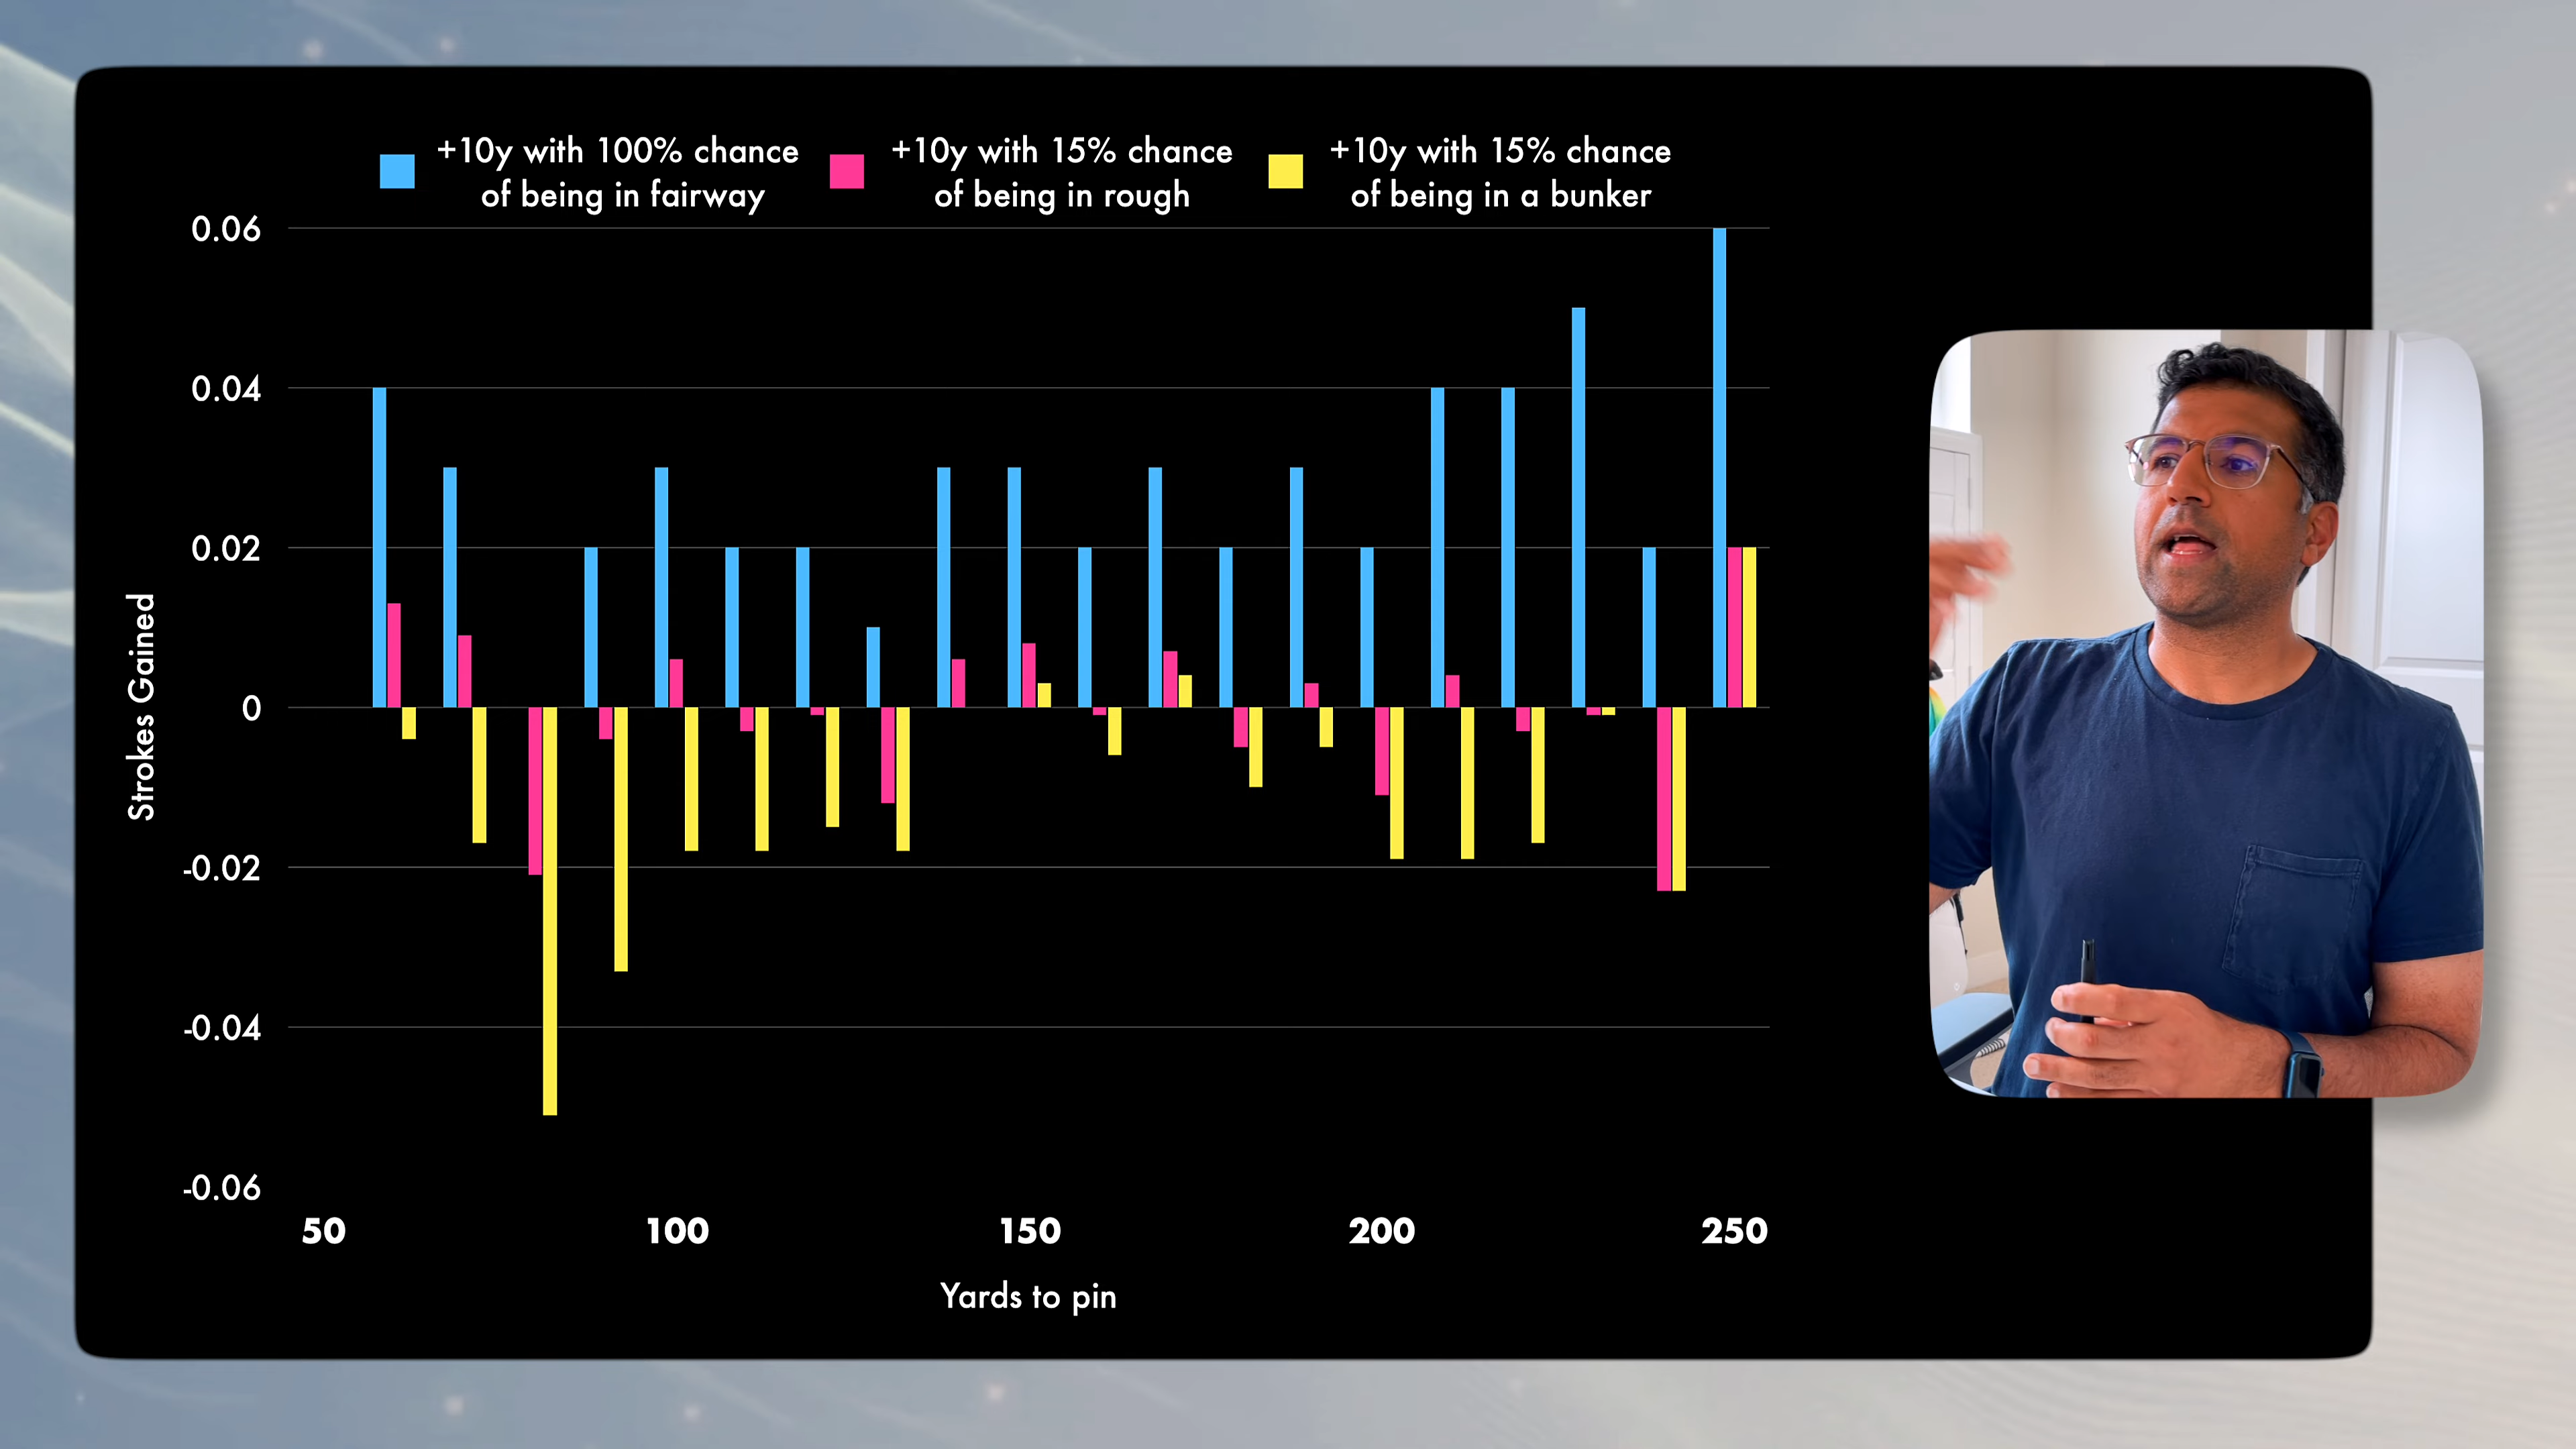 +10y with 100% chance
of being in fairway
+10y with 15% chance
of being in rough
+10y with 15% chance
of being in a bunker
0.06
0.04
0.02
0
-0.02
-0.04
-0.06
Strokes Gained
50
100
150
200
250
Yards to pin